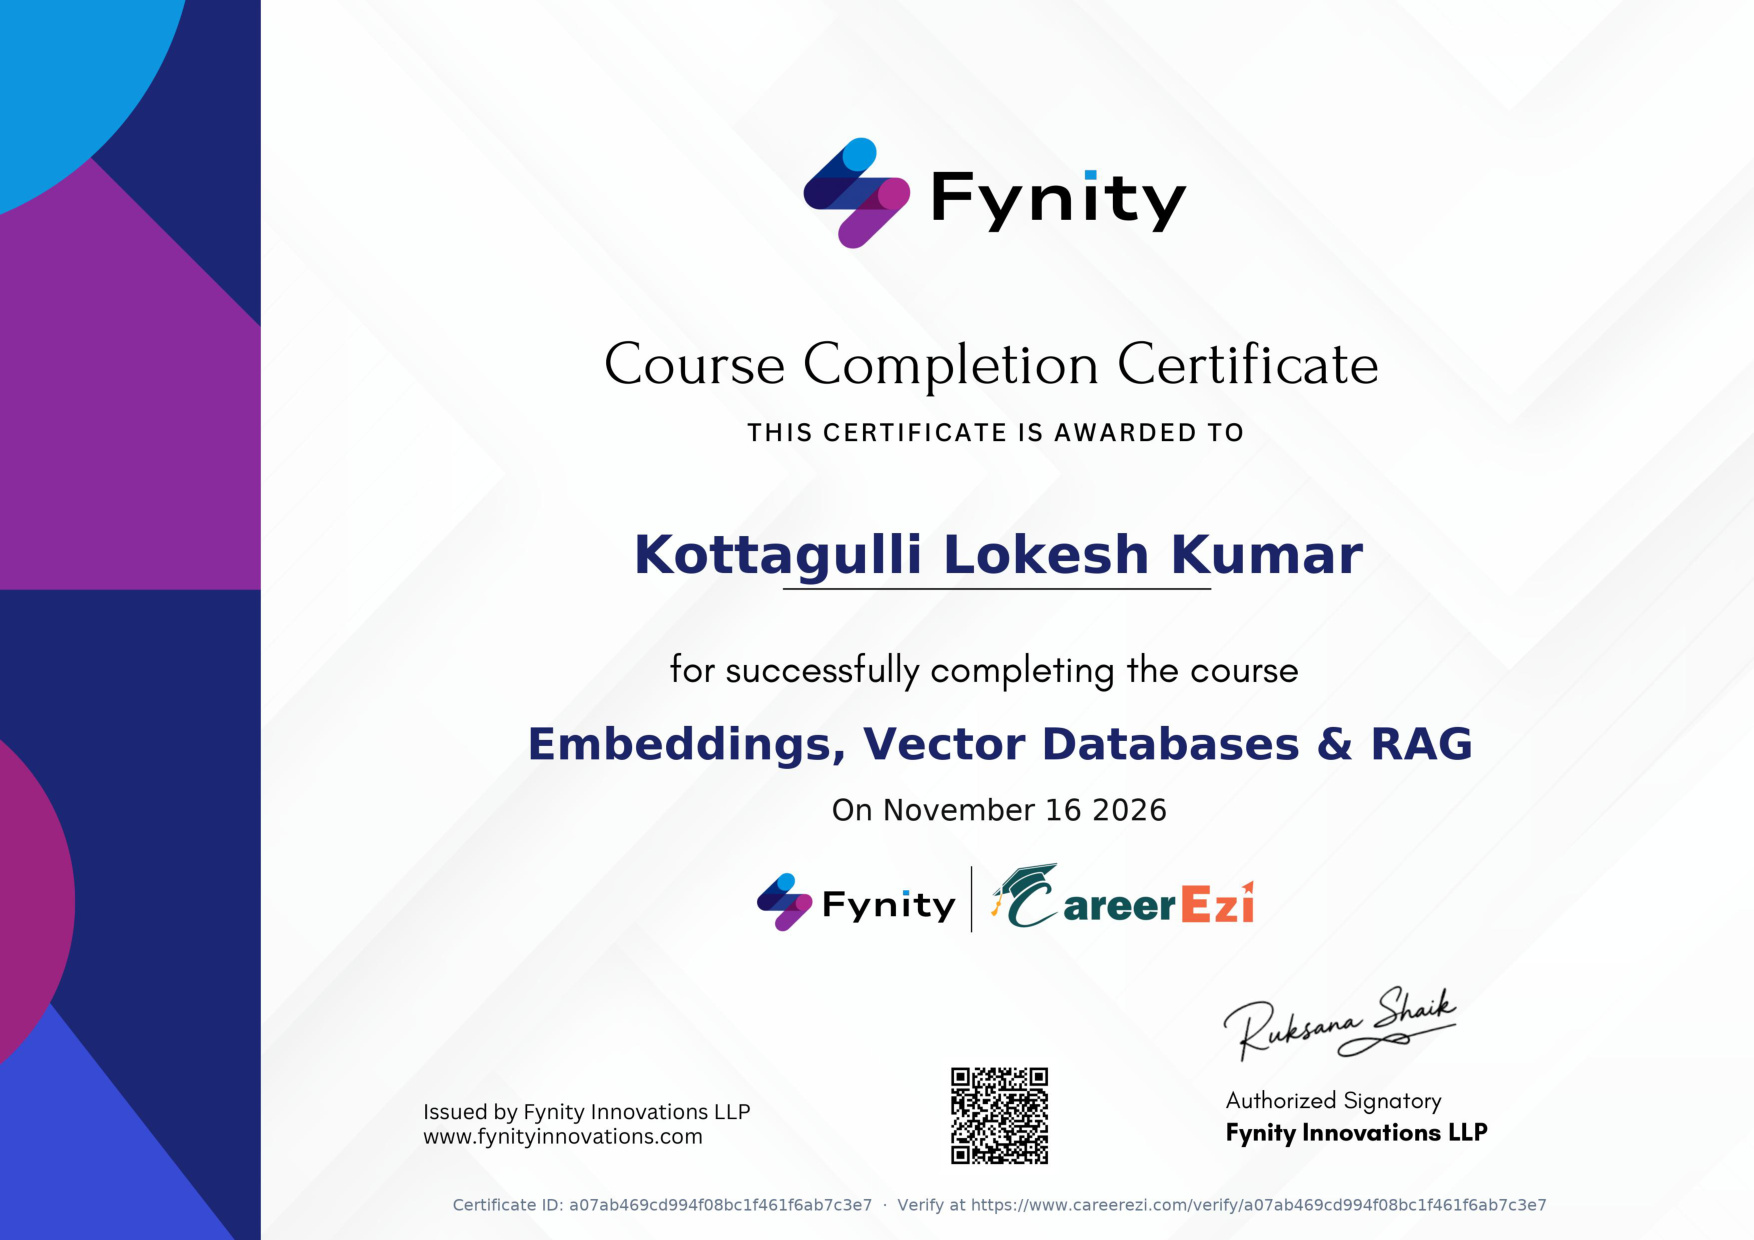 Fynity
Course Completion Certificate
THIS CERTIFICATE IS AWARDED TO
Kottagulli Lokesh Kumar
for successfully completing the course
Embeddings, Vector Databases & RAG
On November 16 2026
Fynity | CareerEzi
Ruksana Shaik
Issued by Fynity Innovations LLP
www.fynityinnovations.com
Authorized Signatory
Fynity Innovations LLP
Certificate ID: a07ab469cd994f08bc1f461f6ab7c3e7 · Verify at https://www.careerezi.com/verify/a07ab469cd994f08bc1f461f6ab7c3e7